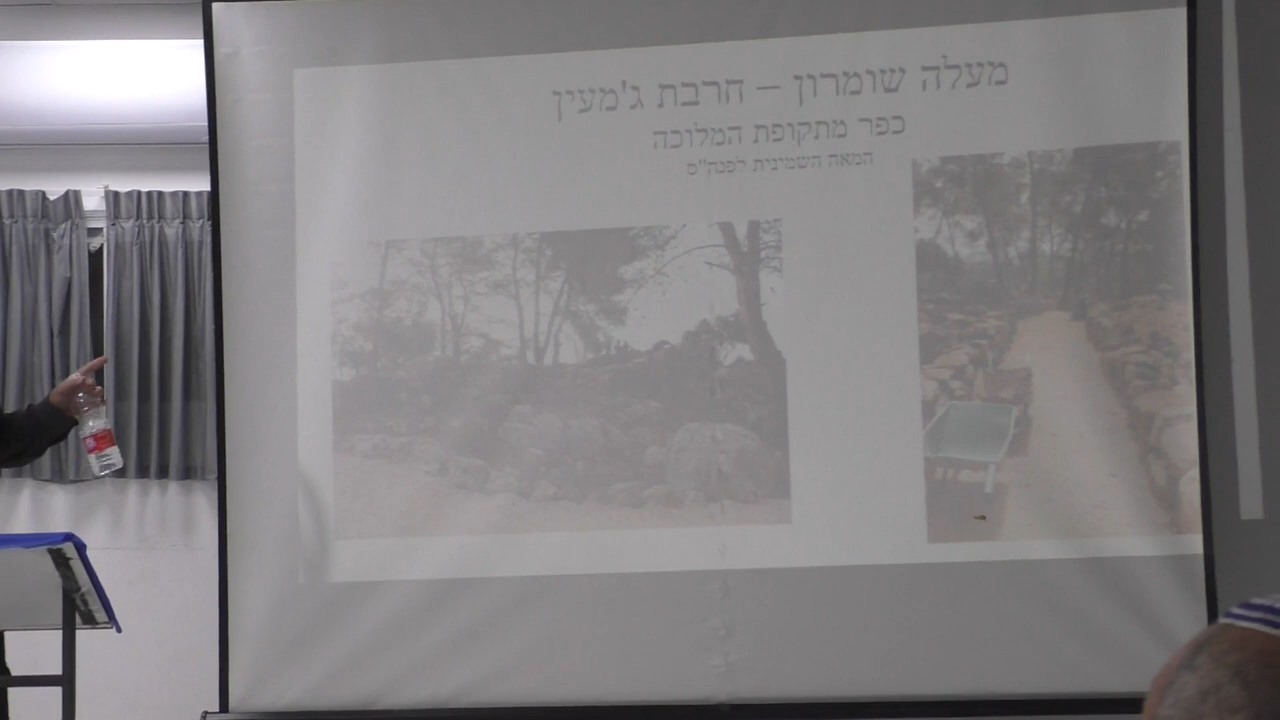 מעלה שומרון – חרבת ג'מעין
כפר מתקופת המלוכה
המאה השמינית לפנה"ס